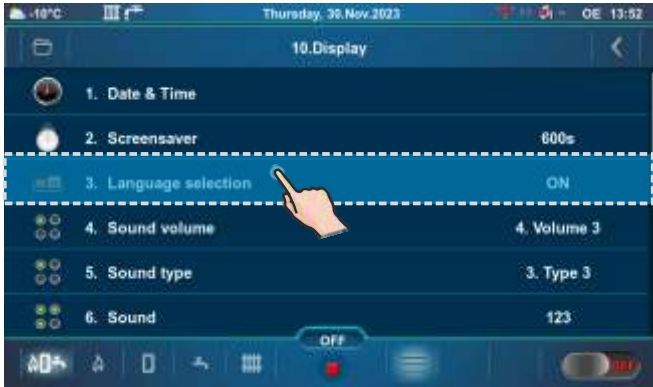 -10°C Thursday, 30.Nov.2023 OE 13:52
10.Display
1. Date & Time
2. Screensaver 600s
3. Language selection ON
4. Sound volume 4. Volume 3
5. Sound type 3. Type 3
6. Sound 123
OFF
OFF